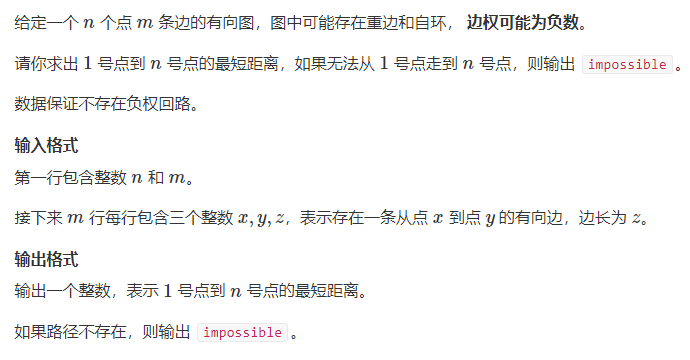 给定一个 n 个点 m 条边的有向图，图中可能存在重边和自环， 边权可能为负数。
请你求出 1 号点到 n 号点的最短距离，如果无法从 1 号点走到 n 号点，则输出 impossible 。
数据保证不存在负权回路。
输入格式
第一行包含整数 n 和 m。
接下来 m 行每行包含三个整数 x, y, z，表示存在一条从点 x 到点 y 的有向边，边长为 z。
输出格式
输出一个整数，表示 1 号点到 n 号点的最短距离。
如果路径不存在，则输出 impossible 。